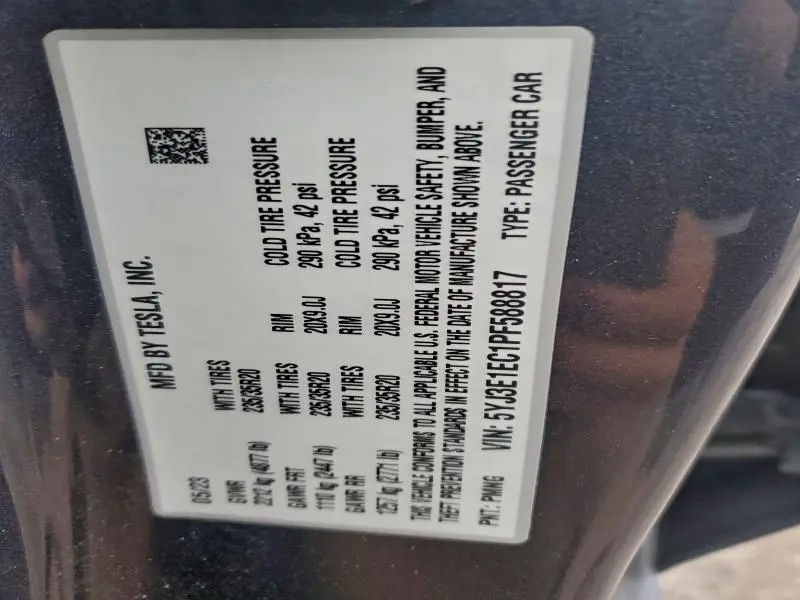 MFD BY TESLA, INC.
05/23
GVWR WITH TIRES
2212 kg (4877 lb) 235/35R20
GAWR FRT WITH TIRES RIM COLD TIRE PRESSURE
1110 kg (2447 lb) 235/35R20 20X9.0J 290 kPa, 42 psi
GAWR RR WITH TIRES RIM COLD TIRE PRESSURE
1257 kg (2771 lb) 235/35R20 20X9.0J 290 kPa, 42 psi
THIS VEHICLE CONFORMS TO ALL APPLICABLE U.S. FEDERAL MOTOR VEHICLE SAFETY, BUMPER, AND
THEFT PREVENTION STANDARDS IN EFFECT ON THE DATE OF MANUFACTURE SHOWN ABOVE.
PNT: PMNG VIN: 5YJ3E1EC1PF588817 TYPE: PASSENGER CAR